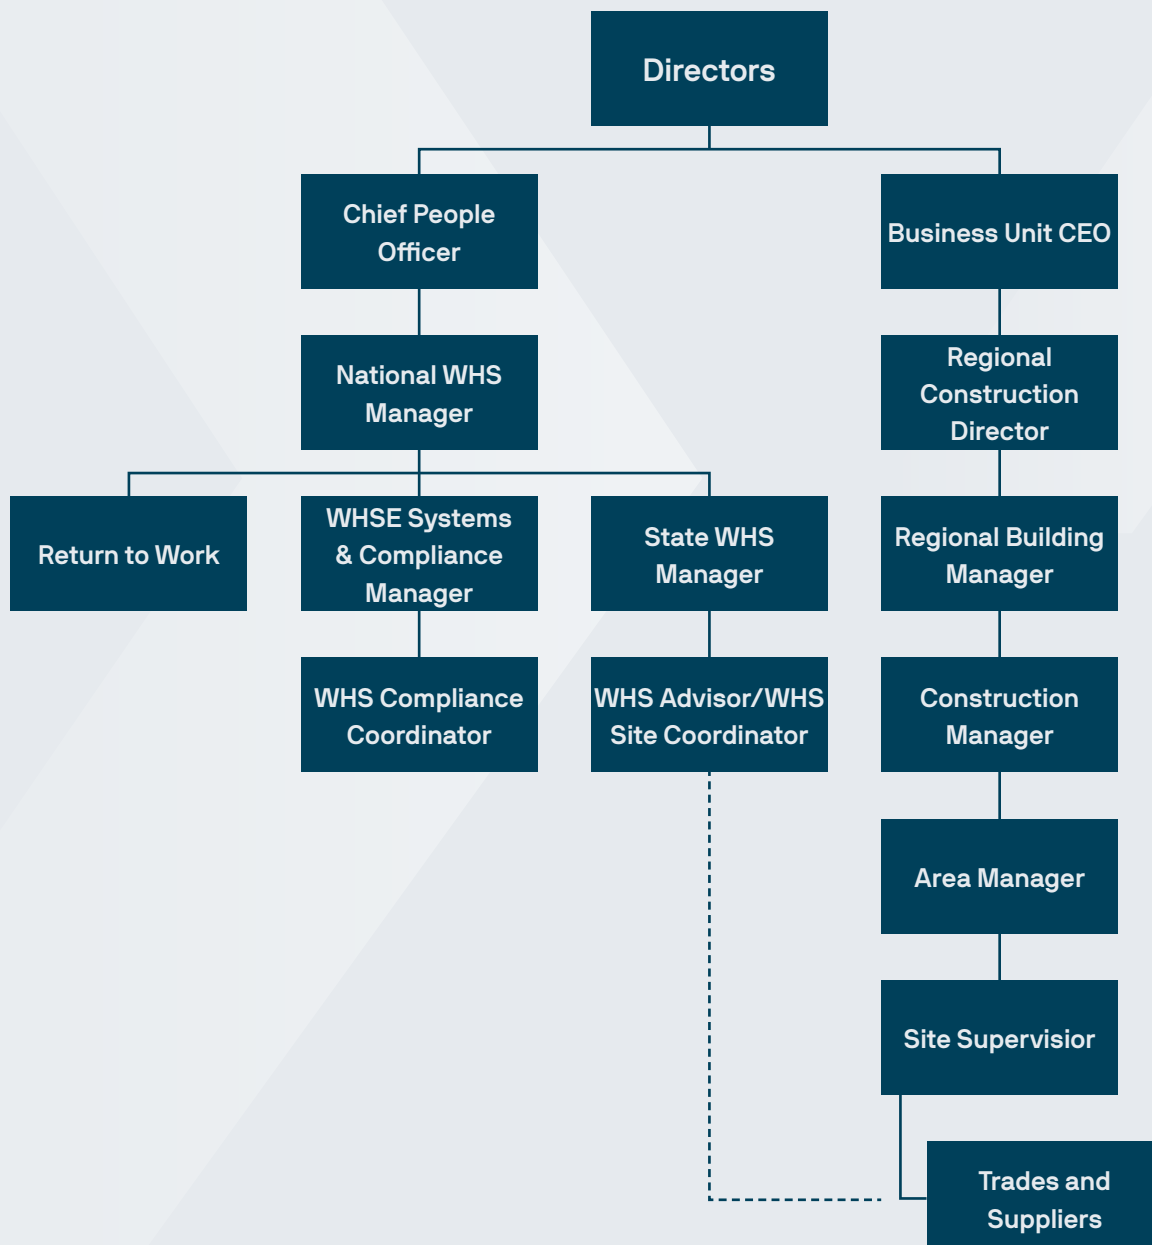 Directors
Chief People
Officer
Business Unit CEO
National WHS
Manager
Regional
Construction
Director
Return to Work
WHSE Systems
& Compliance
Manager
State WHS
Manager
Regional Building
Manager
WHS Compliance
Coordinator
WHS Advisor/WHS
Site Coordinator
Construction
Manager
Area Manager
Site Supervisior
Trades and
Suppliers